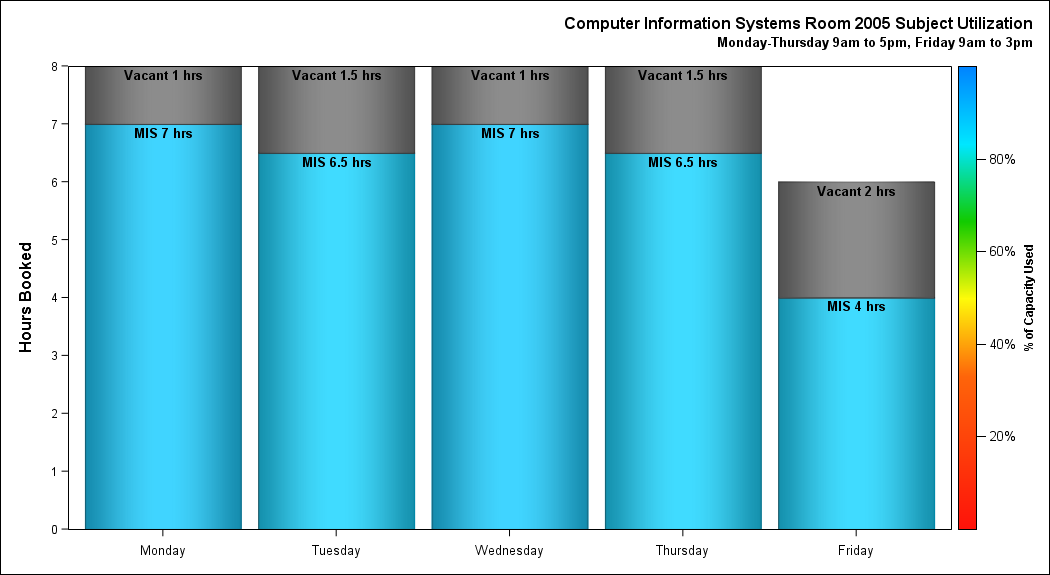 Computer Information Systems Room 2005 Subject Utilization
Monday-Thursday 9am to 5pm, Friday 9am to 3pm
Hours Booked
8
7
6
5
4
3
2
1
0
Vacant 1 hrs
MIS 7 hrs
Vacant 1.5 hrs
MIS 6.5 hrs
Vacant 1 hrs
MIS 7 hrs
Vacant 1.5 hrs
MIS 6.5 hrs
Vacant 2 hrs
MIS 4 hrs
Monday
Tuesday
Wednesday
Thursday
Friday
80%
60%
40%
20%
% of Capacity Used